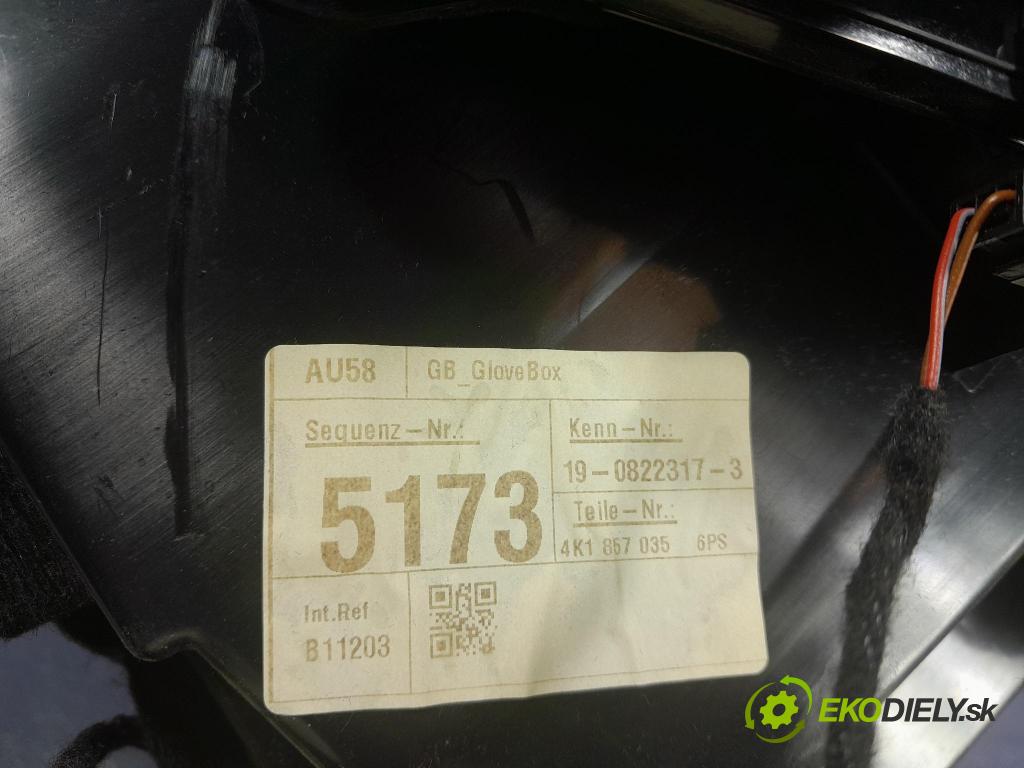 AU58
GB_GloveBox
Sequenz-Nr.:
5173
Kenn-Nr.:
19-0822317-3
Teile-Nr.:
4K1 857 035 6PS
Int.Ref
B11203
EKODIELY.sk